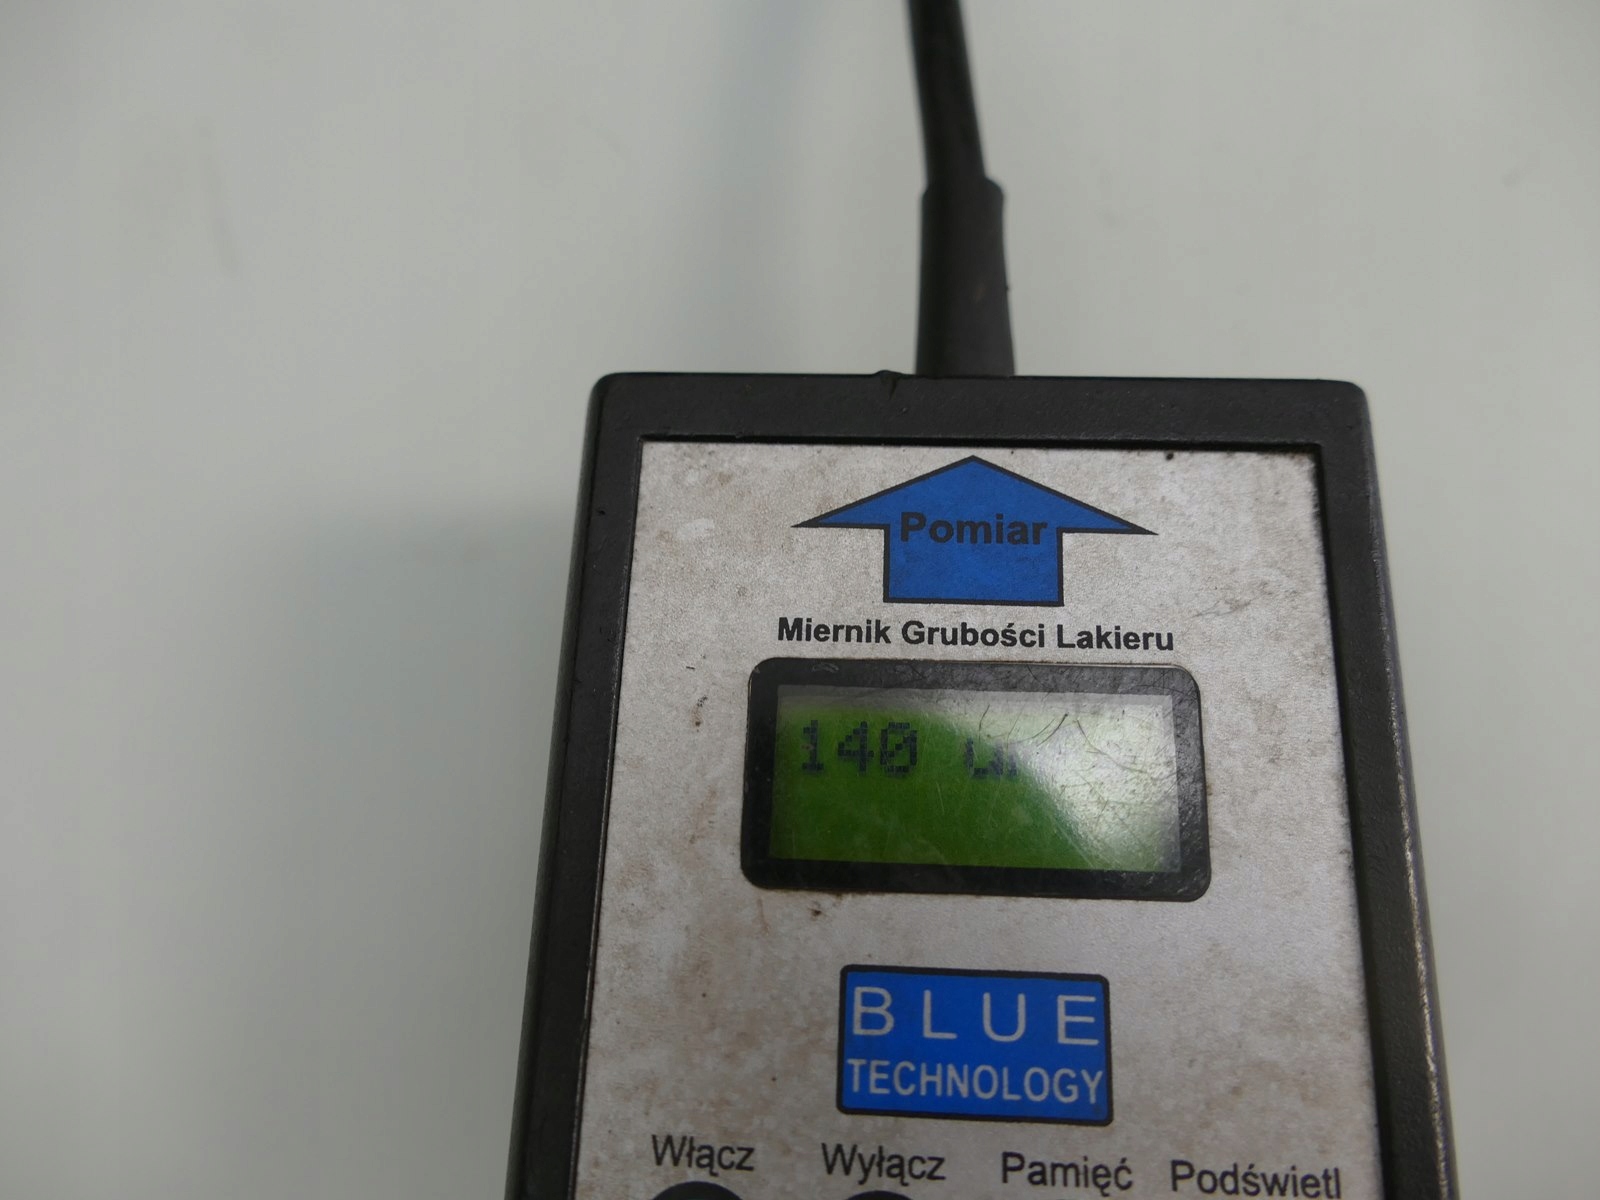 Pomiar
Miernik Grubości Lakieru
140
BLUE
TECHNOLOGY
Włącz Wyłącz Pamięć Podświetl